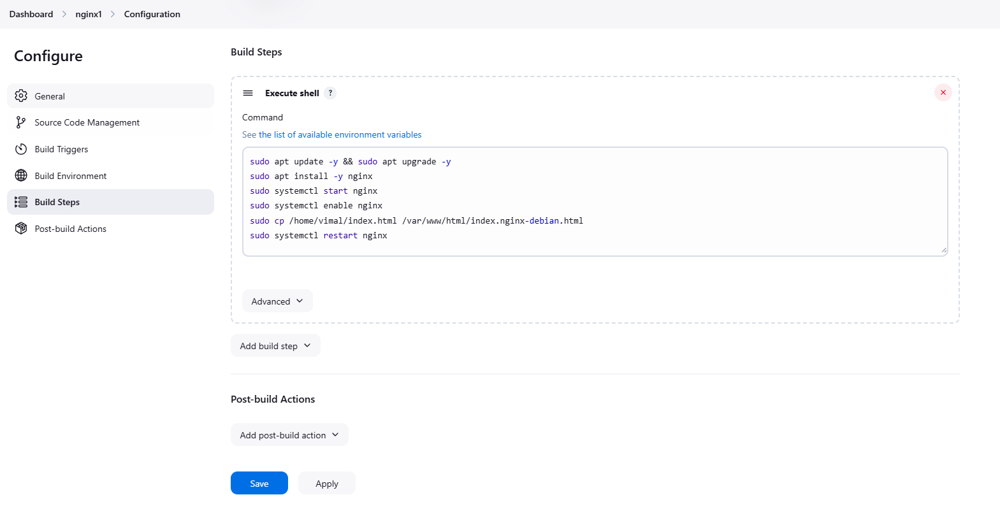 Dashboard > nginx1 > Configuration
Configure
General
Source Code Management
Build Triggers
Build Environment
Build Steps
Post-build Actions
Build Steps
Execute shell ?
Command
See the list of available environment variables
sudo apt update -y && sudo apt upgrade -y
sudo apt install -y nginx
sudo systemctl start nginx
sudo systemctl enable nginx
sudo cp /home/vimal/index.html /var/www/html/index.nginx-debian.html
sudo systemctl restart nginx
Advanced
Add build step
Post-build Actions
Add post-build action
Save Apply